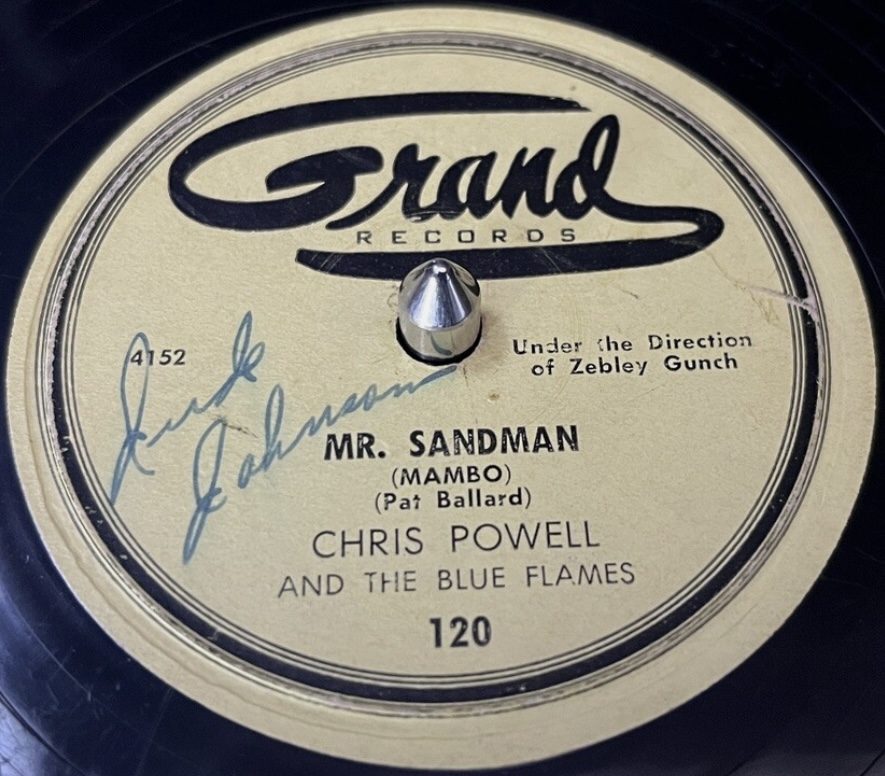 Grand
RECORDS
4152
Under the Direction
of Zebley Gunch
Jude
Johnson
MR. SANDMAN
(MAMBO)
(Pat Ballard)
CHRIS POWELL
AND THE BLUE FLAMES
120